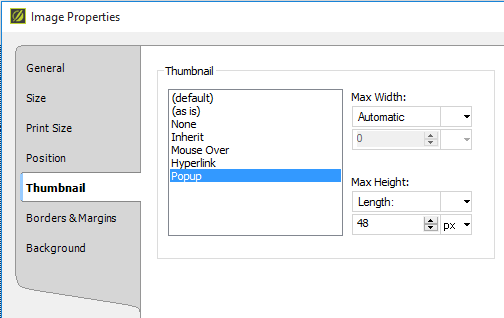 Image Properties
General
Size
Print Size
Position
Thumbnail
Borders & Margins
Background
Thumbnail
(default)
(as is)
None
Inherit
Mouse Over
Hyperlink
Popup
Max Width:
Automatic
0
Max Height:
Length:
48
px